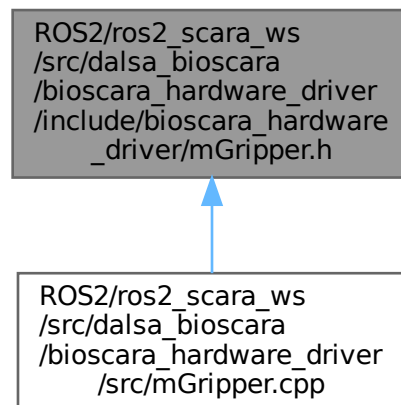 ROS2/ros2_scara_ws
/src/dalsa_bioscara
/bioscara_hardware_driver
/include/bioscara_hardware
_driver/mGripper.h
ROS2/ros2_scara_ws
/src/dalsa_bioscara
/bioscara_hardware_driver
/src/mGripper.cpp